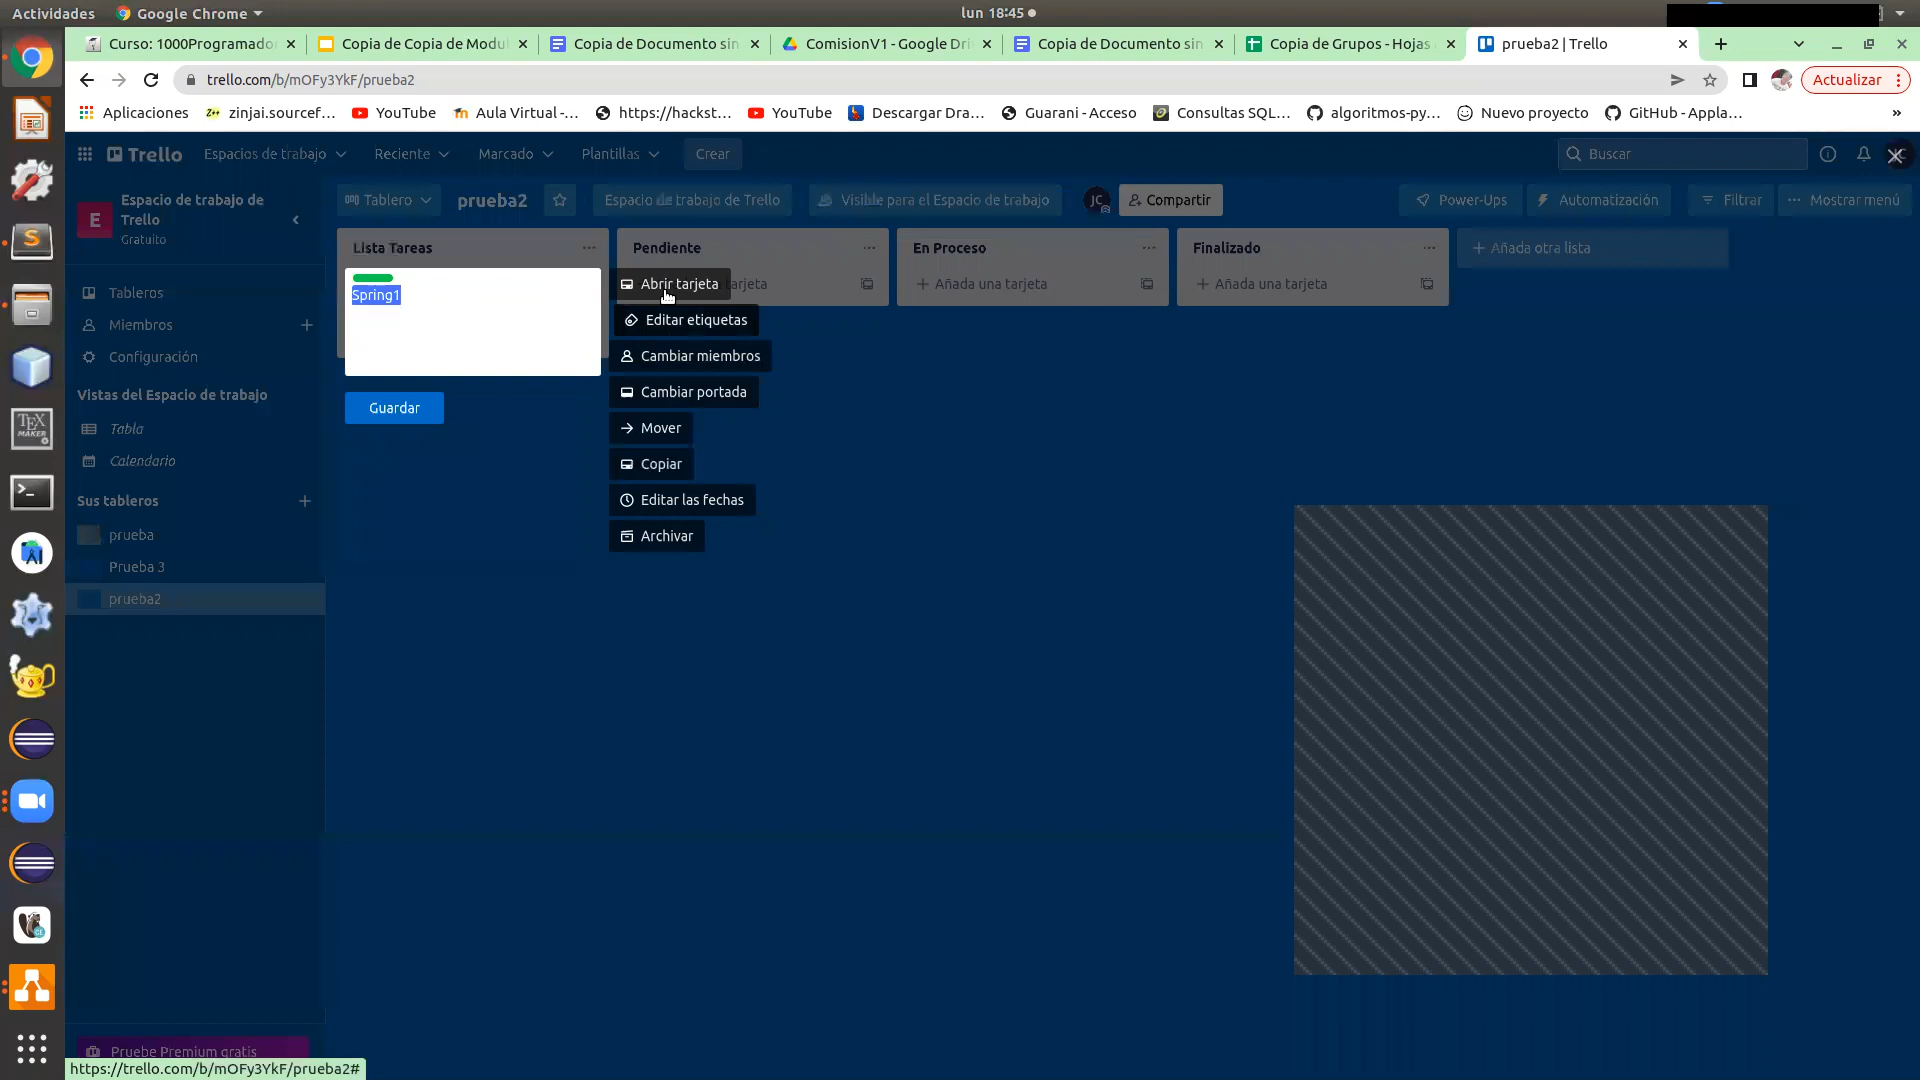 Actividades
Google Chrome
lun 18:45
Curso: 1000Programado
Copia de Copia de Modu
Copia de Documento sin
ComisionV1 - Google Dri
Copia de Documento sin
Copia de Grupos - Hojas
prueba2 | Trello
trello.com/b/mOFy3YkF/prueba2
Actualizar
Aplicaciones
zinjai.sourcef...
YouTube
Aula Virtual -...
https://hackst...
YouTube
Descargar Dra...
Guarani - Acceso
Consultas SQL...
algoritmos-py...
Nuevo proyecto
GitHub - Appla...
»
Trello
Espacios de trabajo
Reciente
Marcado
Plantillas
Crear
Buscar
E
Espacio de trabajo de
Trello
Gratuito
Tablero
prueba2
Espacio de trabajo de Trello
Visible para el Espacio de trabajo
JC
Compartir
Power-Ups
Automatización
Filtrar
Mostrar menú
Tableros
Miembros
Configuración
Vistas del Espacio de trabajo
Tabla
Calendario
Sus tableros
prueba
Prueba 3
prueba2
Pruebe Premium gratis
Lista Tareas
Spring1
Guardar
Pendiente
tarjeta
En Proceso
Añada una tarjeta
Finalizado
Añada una tarjeta
Añada otra lista
Abrir tarjeta
Editar etiquetas
Cambiar miembros
Cambiar portada
Mover
Copiar
Editar las fechas
Archivar
TEX
MAKER
https://trello.com/b/mOFy3YkF/prueba2#